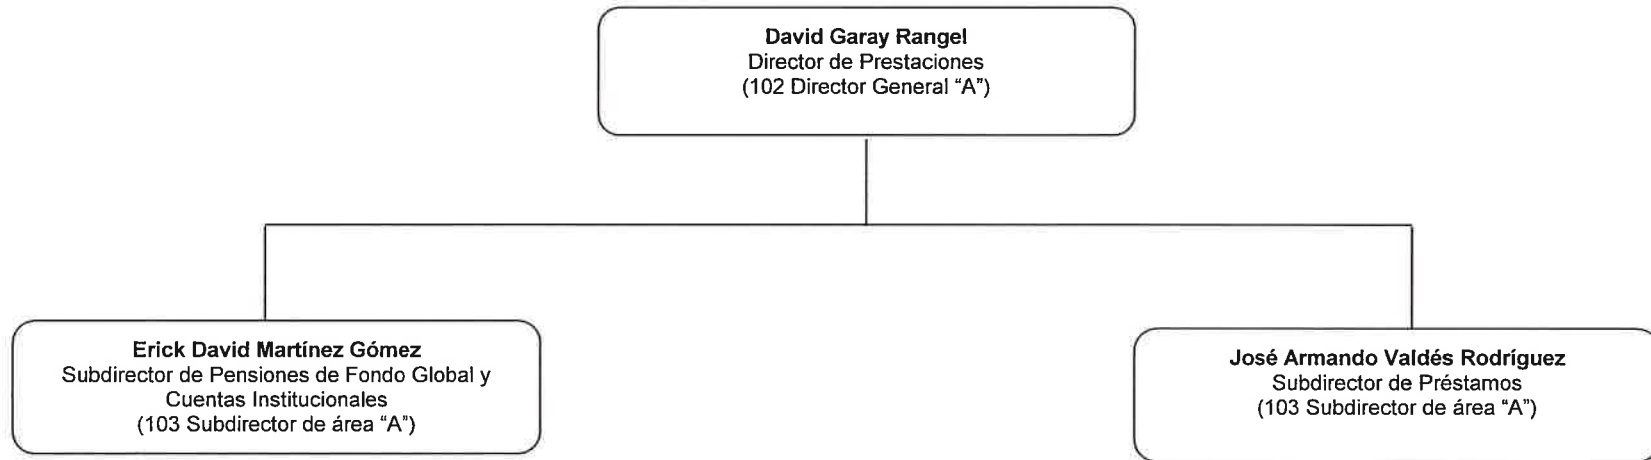 David Garay Rangel
Director de Prestaciones
(102 Director General “A”)
Erick David Martínez Gómez
Subdirector de Pensiones de Fondo Global y
Cuentas Institucionales
(103 Subdirector de área “A”)
José Armando Valdés Rodríguez
Subdirector de Préstamos
(103 Subdirector de área “A”)